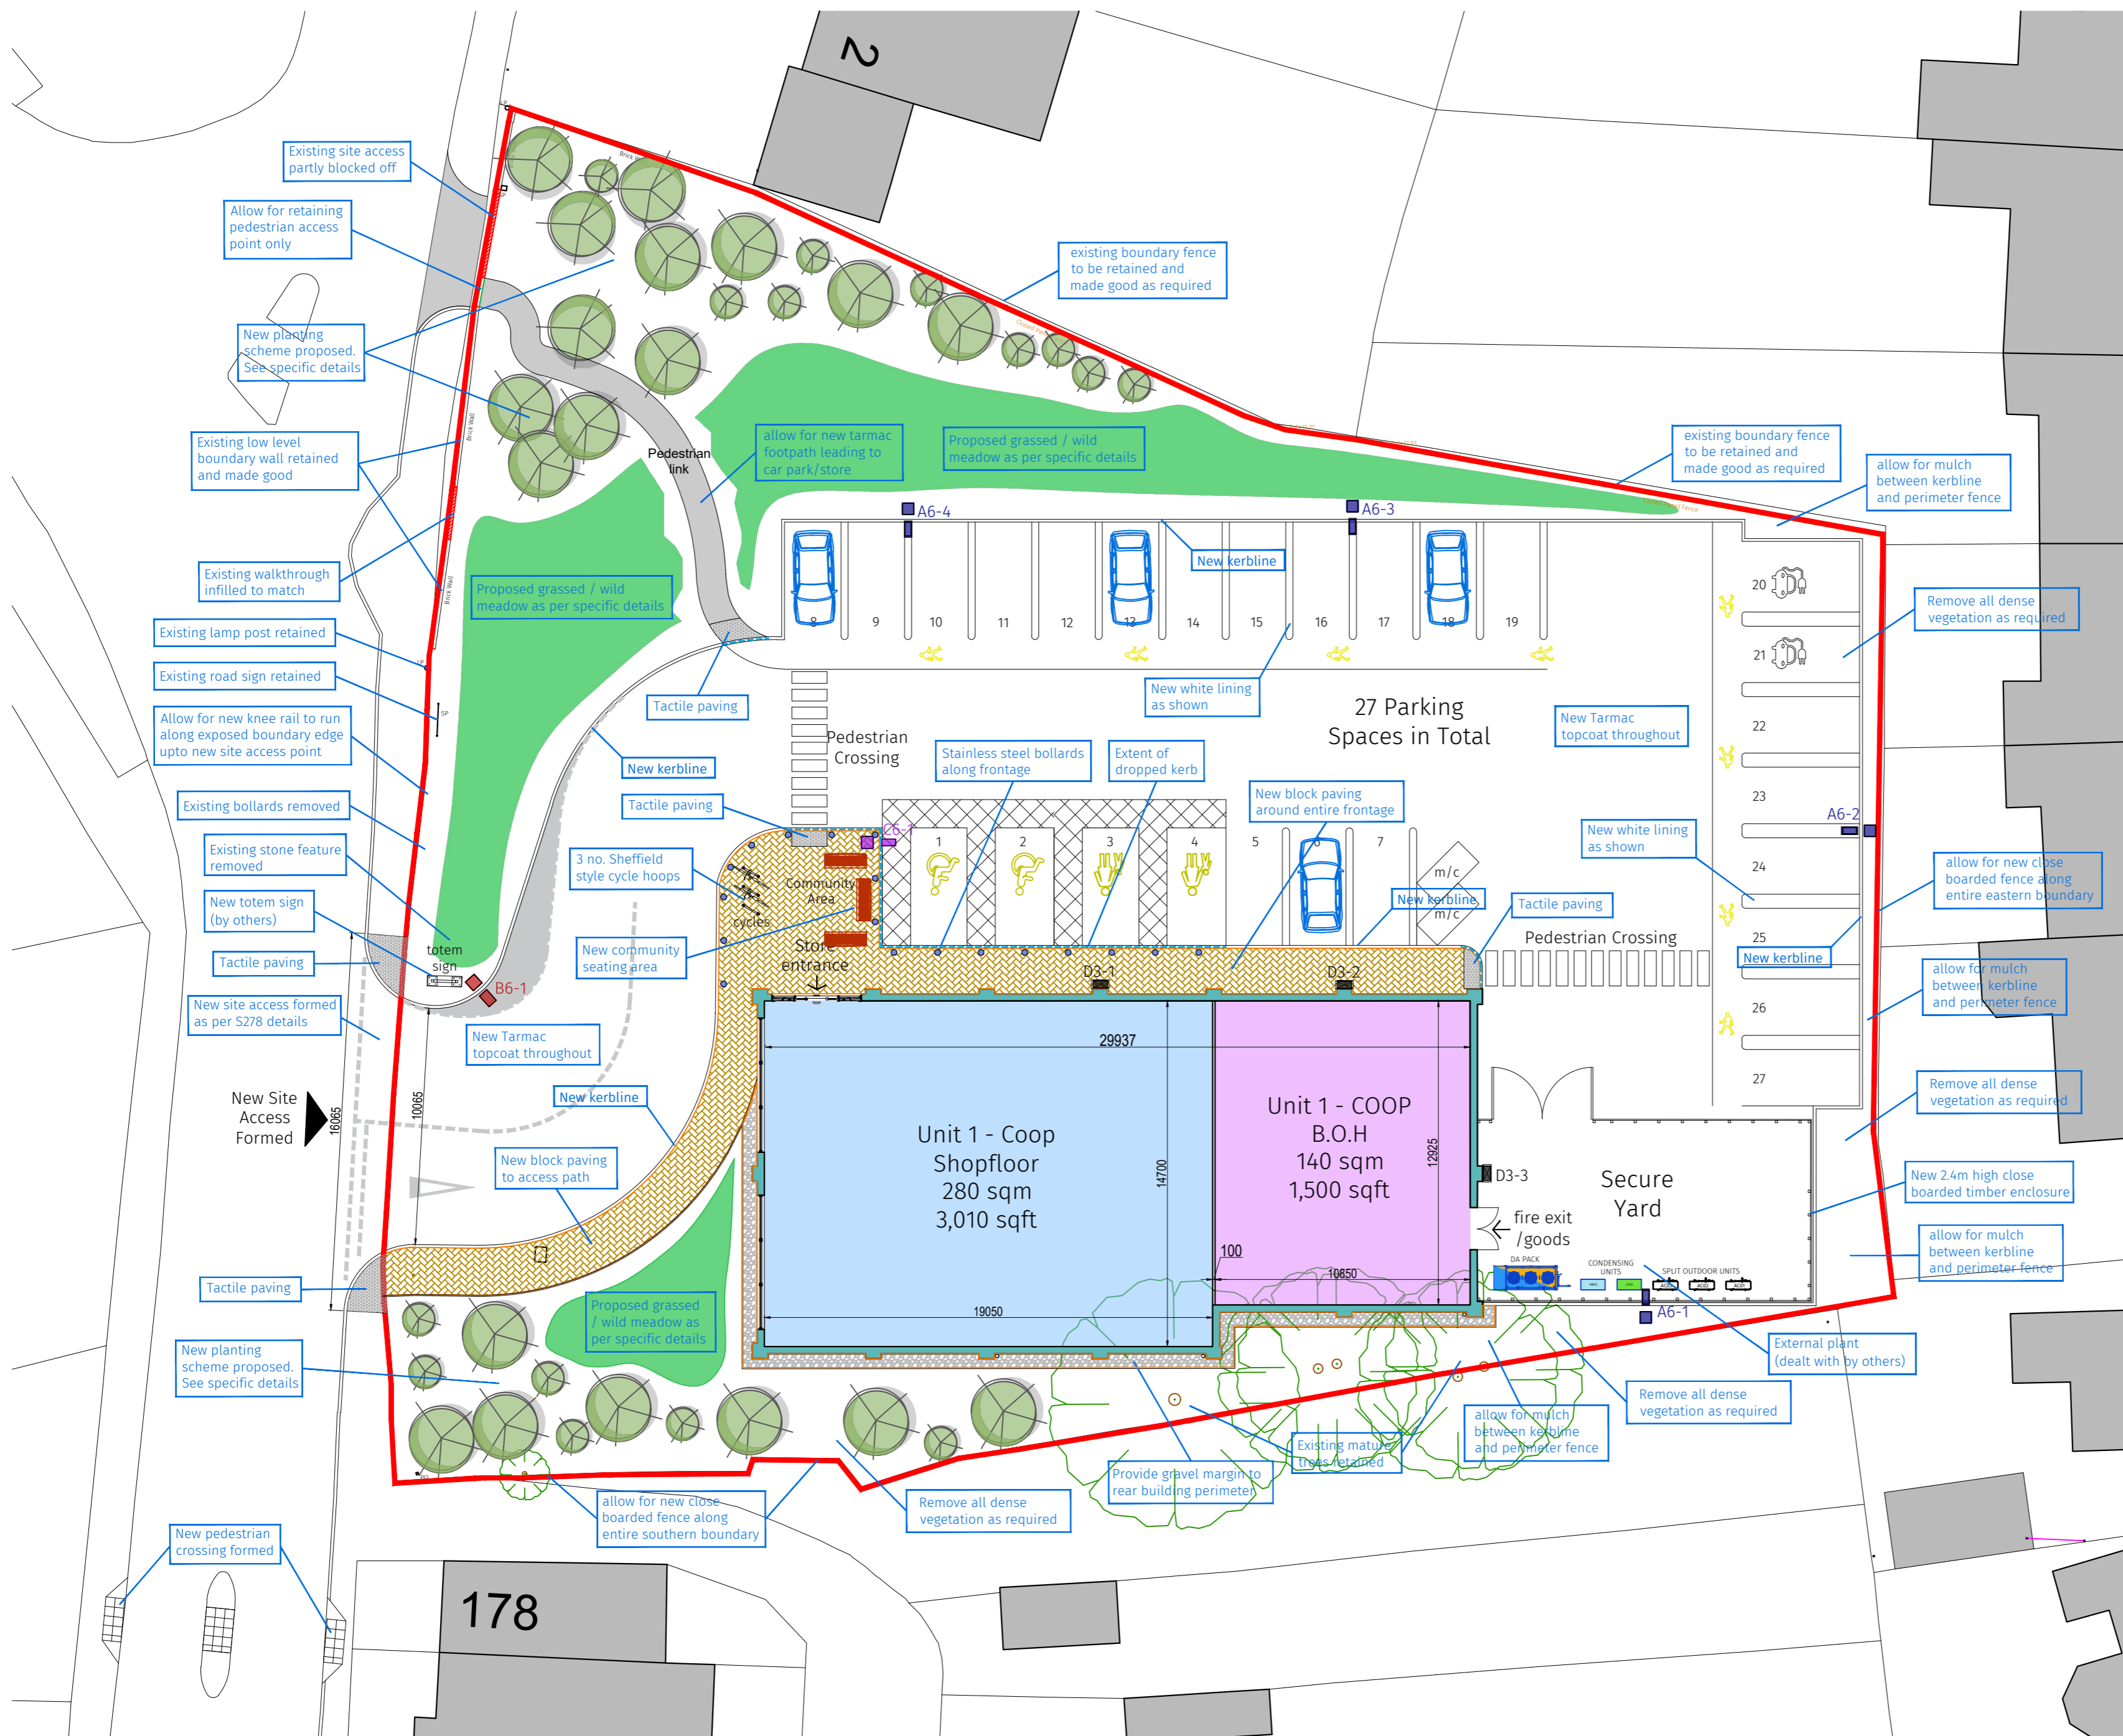 2
Existing site access
partly blocked off
Allow for retaining
pedestrian access
point only
New planting
scheme proposed.
See specific details
existing boundary fence
to be retained and
made good as required
Existing low level
boundary wall retained
and made good
Brick Wall
Pedestrian
link
allow for new tarmac
footpath leading to
car park/store
Proposed grassed / wild
meadow as per specific details
existing boundary fence
to be retained and
made good as required
allow for mulch
between kerbline
and perimeter fence
A6-4
A6-3
New kerbline
Existing walkthrough
infilled to match
Brick Wall
Proposed grassed / wild
meadow as per specific details
20
Remove all dense
vegetation as required
8
9
10
11
12
13
14
15
16
17
18
19
Existing lamp post retained
LP
21
Existing road sign retained
SP
Tactile paving
New white lining
as shown
27 Parking
Spaces in Total
New Tarmac
topcoat throughout
22
Allow for new knee rail to run
along exposed boundary edge
upto new site access point
New kerbline
Pedestrian
Crossing
Stainless steel bollards
along frontage
Extent of
dropped kerb
New block paving
around entire frontage
23
Existing bollards removed
Tactile paving
C6-1
A6-2
New white lining
as shown
1
2
3
4
5
6
7
Existing stone feature
removed
3 no. Sheffield
style cycle hoops
Community
Area
m/c
m/c
24
allow for new close
boarded fence along
entire eastern boundary
New totem sign
(by others)
cycles
New kerbline
Tactile paving
25
Tactile paving
totem
sign
New community
seating area
Store
entrance
Pedestrian Crossing
New kerbline
B6-1
D3-1
D3-2
allow for mulch
between kerbline
and perimeter fence
New site access formed
as per S278 details
26
New Tarmac
topcoat throughout
29937
27
Remove all dense
vegetation as required
New Site
Access
Formed
16065
10065
New kerbline
Unit 1 - Coop
Shopfloor
280 sqm
3,010 sqft
14700
Unit 1 - COOP
B.O.H
140 sqm
1,500 sqft
12925
New block paving
to access path
D3-3
Secure
Yard
New 2.4m high close
boarded timber enclosure
fire exit
/goods
100
10850
DA PACK
CONDENSING
UNITS
SPLIT OUTDOOR UNITS
allow for mulch
between kerbline
and perimeter fence
Tactile paving
19050
A6-1
Proposed grassed
/ wild meadow as
per specific details
External plant
(dealt with by others)
New planting
scheme proposed.
See specific details
Remove all dense
vegetation as required
allow for mulch
between kerbline
and perimeter fence
Existing mature
trees retained
Provide gravel margin to
rear building perimeter
allow for new close
boarded fence along
entire southern boundary
Remove all dense
vegetation as required
New pedestrian
crossing formed
178